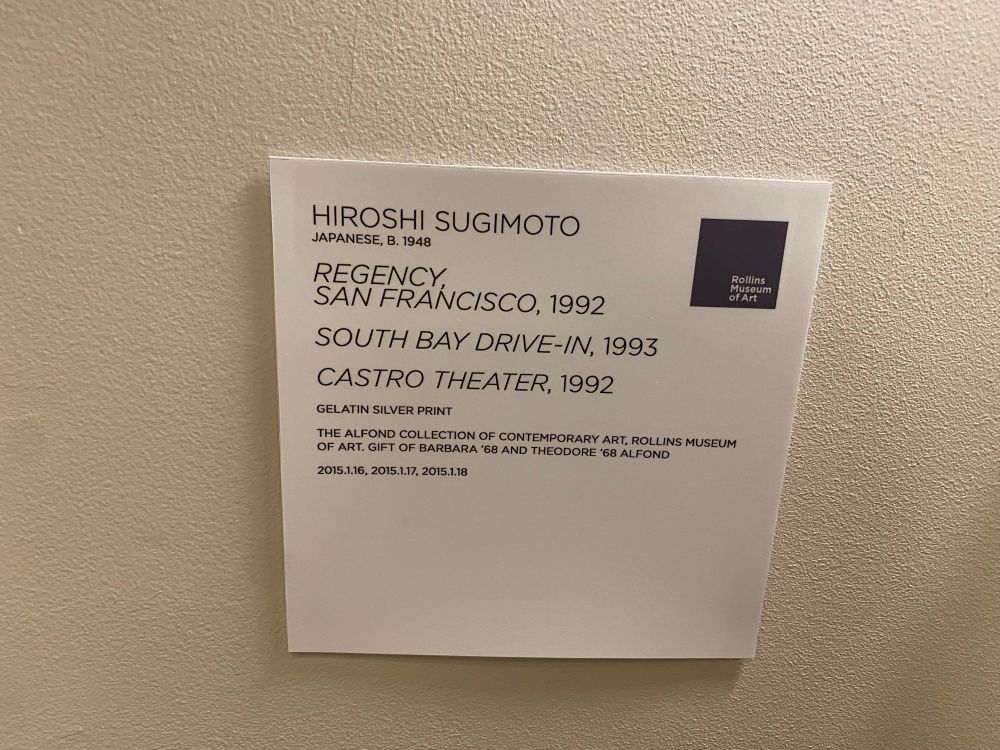 HIROSHI SUGIMOTO
JAPANESE, B. 1948
REGENCY,
SAN FRANCISCO, 1992
SOUTH BAY DRIVE-IN, 1993
CASTRO THEATER, 1992
GELATIN SILVER PRINT
THE ALFOND COLLECTION OF CONTEMPORARY ART, ROLLINS MUSEUM
OF ART. GIFT OF BARBARA '68 AND THEODORE '68 ALFOND
2015.1.16, 2015.1.17, 2015.1.18
Rollins
Museum
of Art